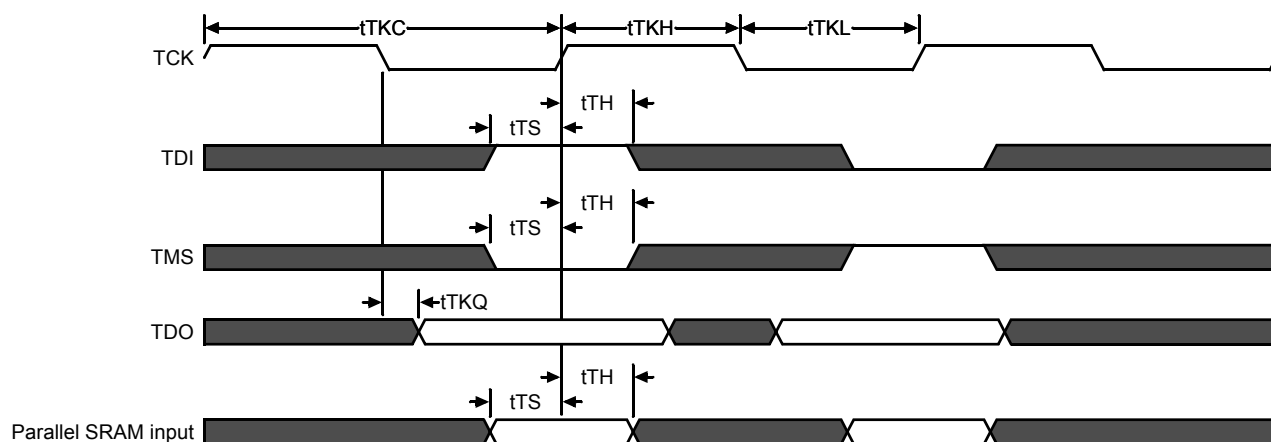 tTKC tTKH tTKL
TCK
tTH
tTS
TDI
tTH
tTS
TMS
tTKQ
TDO
tTH
tTS
Parallel SRAM input